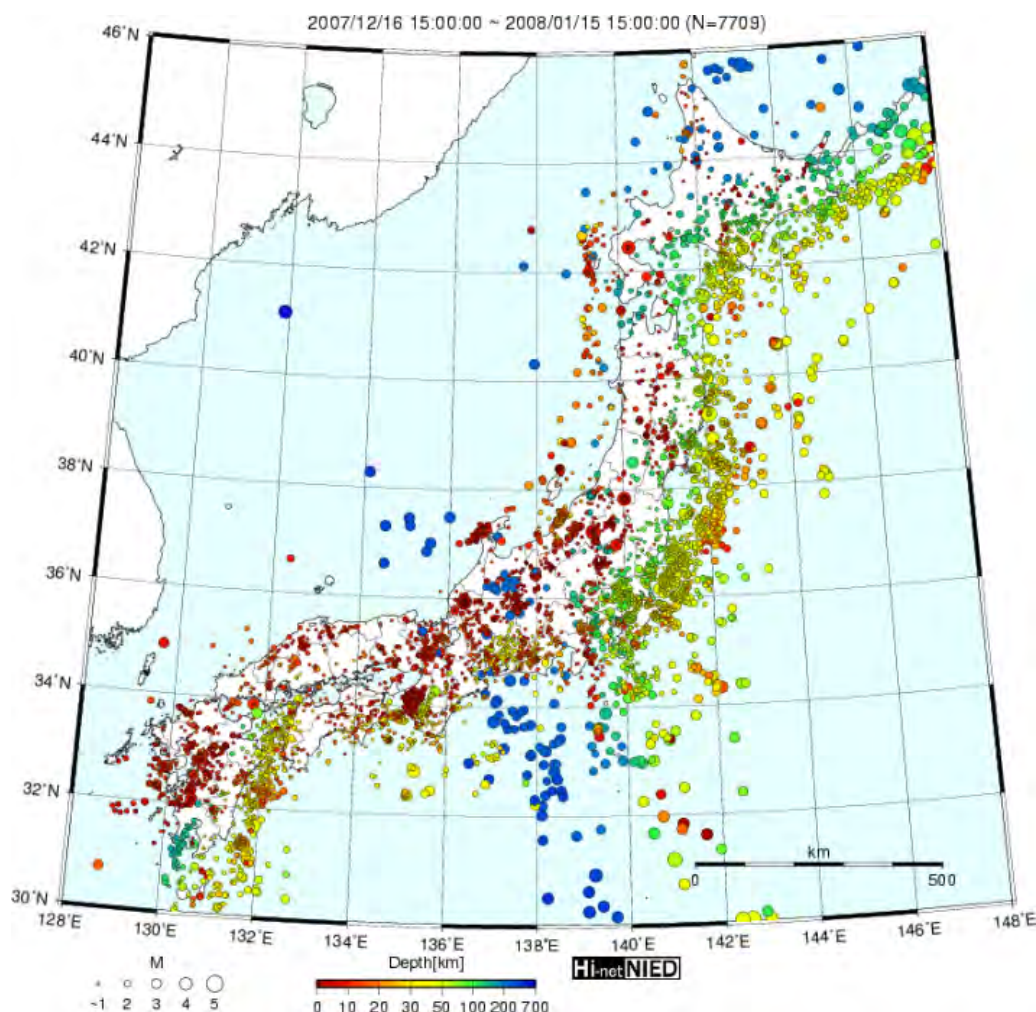 2007/12/16 15:00:00 ~ 2008/01/15 15:00:00 (N=7709)
46˚N
44˚N
42˚N
40˚N
38˚N
36˚N
34˚N
32˚N
30˚N
km
0 500
128˚E 130˚E 132˚E 134˚E 136˚E 138˚E 140˚E 142˚E 144˚E 146˚E 148˚E
M
-1 2 3 4 5
Depth[km]
0 10 20 30 50 100 200 700
Hi-net NIED